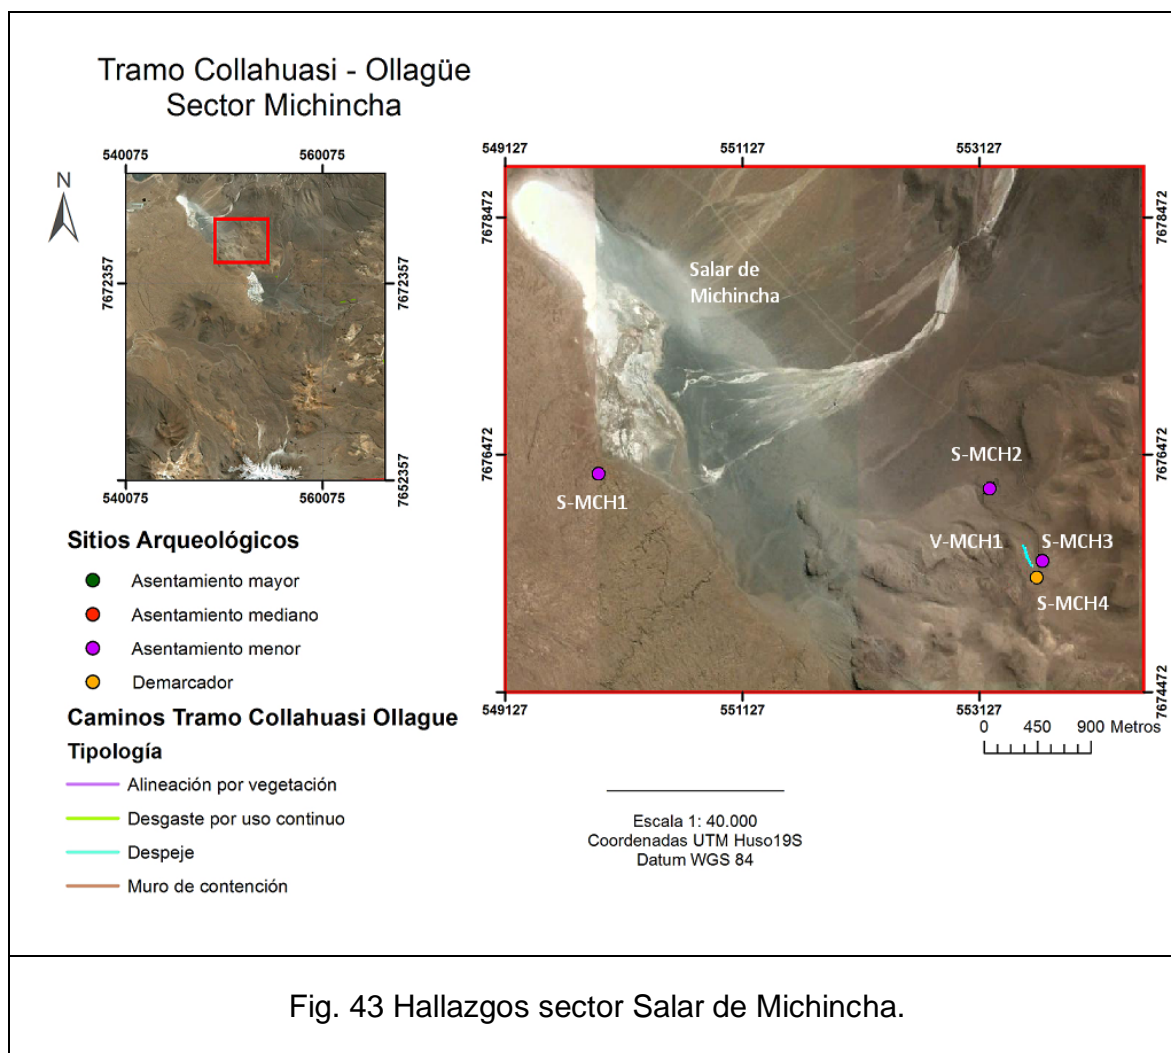 Tramo Collahuasi - Ollagüe
Sector Michincha
N
540075
560075
7672357
7672357
7652357
540075
560075
Sitios Arqueológicos
Asentamiento mayor
Asentamiento mediano
Asentamiento menor
Demarcador
Caminos Tramo Collahuasi Ollague
Tipología
Alineación por vegetación
Desgaste por uso continuo
Despeje
Muro de contención
549127
551127
553127
7678472
7678472
Salar de
Michincha
7676472
7676472
S-MCH2
S-MCH1
V-MCH1
S-MCH3
S-MCH4
7674472
7674472
549127
551127
553127
0 450 900 Metros
Escala 1: 40.000
Coordenadas UTM Huso19S
Datum WGS 84
Fig. 43 Hallazgos sector Salar de Michincha.